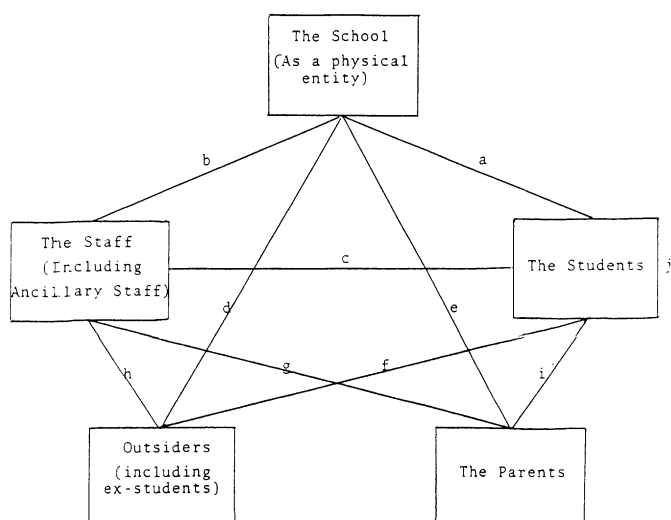 The School
(As a physical
entity)
b
a
The Staff
(Including
Ancillary Staff)
c
The Students
j
d
e
h
g
f
i
Outsiders
(including
ex-students)
The Parents